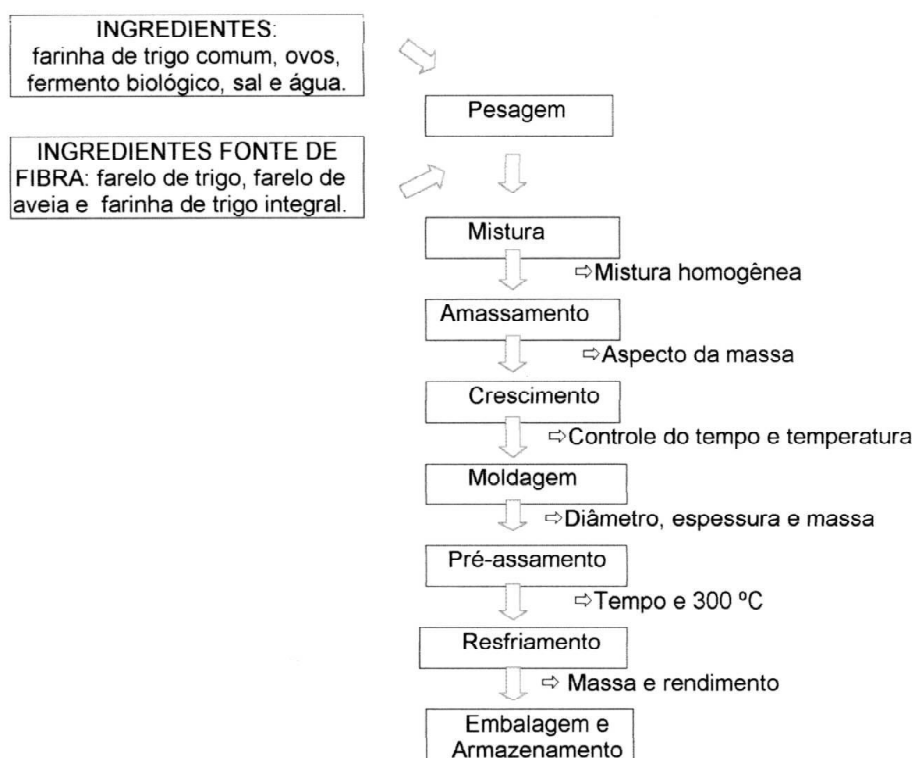 INGREDIENTES:
farinha de trigo comum, ovos,
fermento biológico, sal e água.
Pesagem
INGREDIENTES FONTE DE
FIBRA: farelo de trigo, farelo de
aveia e farinha de trigo integral.
Mistura
⇨Mistura homogênea
Amassamento
⇨Aspecto da massa
Crescimento
⇨Controle do tempo e temperatura
Moldagem
⇨Diâmetro, espessura e massa
Pré-assamento
⇨Tempo e 300 ºC
Resfriamento
⇨ Massa e rendimento
Embalagem e
Armazenamento